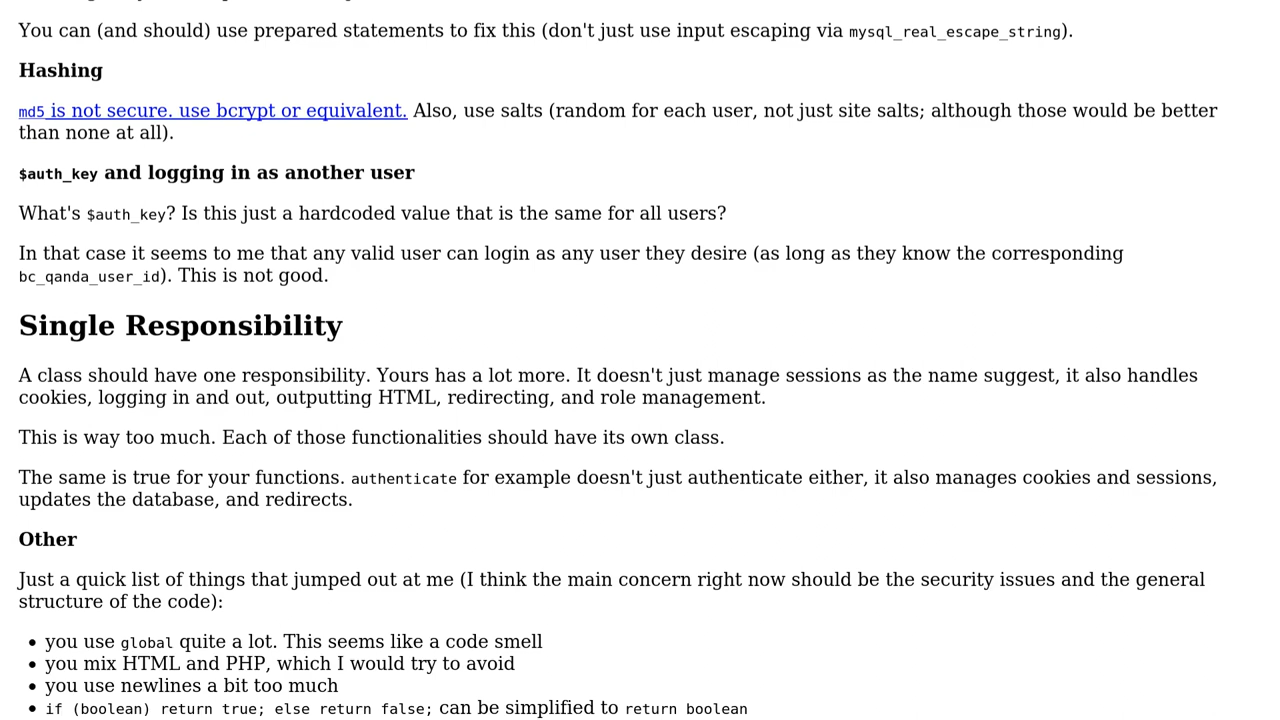 You can (and should) use prepared statements to fix this (don't just use input escaping via mysql_real_escape_string).
Hashing
md5 is not secure. use bcrypt or equivalent. Also, use salts (random for each user, not just site salts; although those would be better
than none at all).
$auth_key and logging in as another user
What's $auth_key? Is this just a hardcoded value that is the same for all users?
In that case it seems to me that any valid user can login as any user they desire (as long as they know the corresponding
bc_qanda_user_id). This is not good.
Single Responsibility
A class should have one responsibility. Yours has a lot more. It doesn't just manage sessions as the name suggest, it also handles
cookies, logging in and out, outputting HTML, redirecting, and role management.
This is way too much. Each of those functionalities should have its own class.
The same is true for your functions. authenticate for example doesn't just authenticate either, it also manages cookies and sessions,
updates the database, and redirects.
Other
Just a quick list of things that jumped out at me (I think the main concern right now should be the security issues and the general
structure of the code):
• you use global quite a lot. This seems like a code smell
• you mix HTML and PHP, which I would try to avoid
• you use newlines a bit too much
• if (boolean) return true; else return false; can be simplified to return boolean